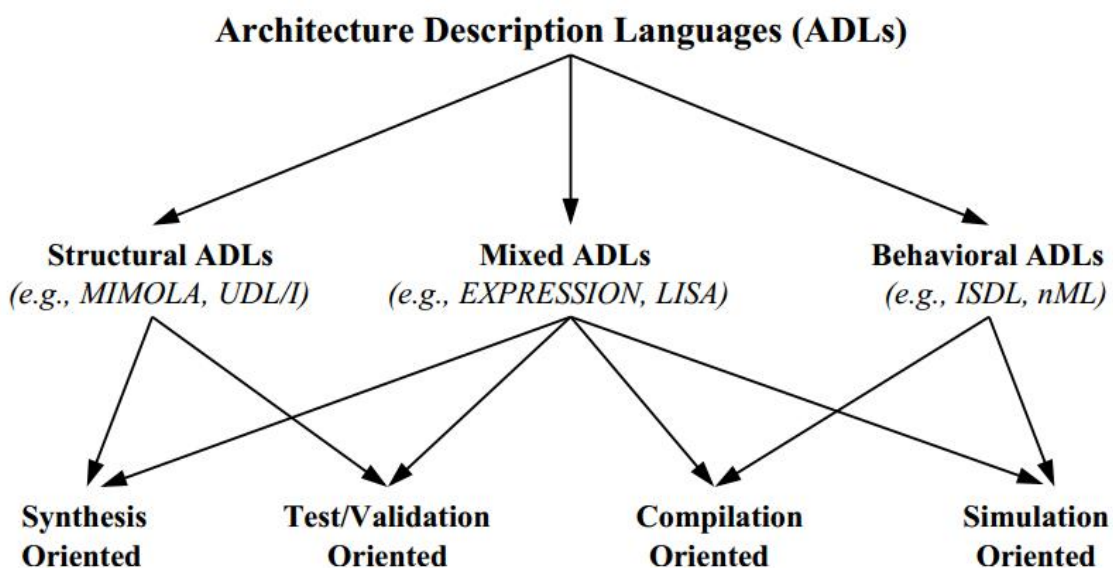 Architecture Description Languages (ADLs)
Structural ADLs
(e.g., MIMOLA, UDL/I)
Mixed ADLs
(e.g., EXPRESSION, LISA)
Behavioral ADLs
(e.g., ISDL, nML)
Synthesis
Oriented
Test/Validation
Oriented
Compilation
Oriented
Simulation
Oriented